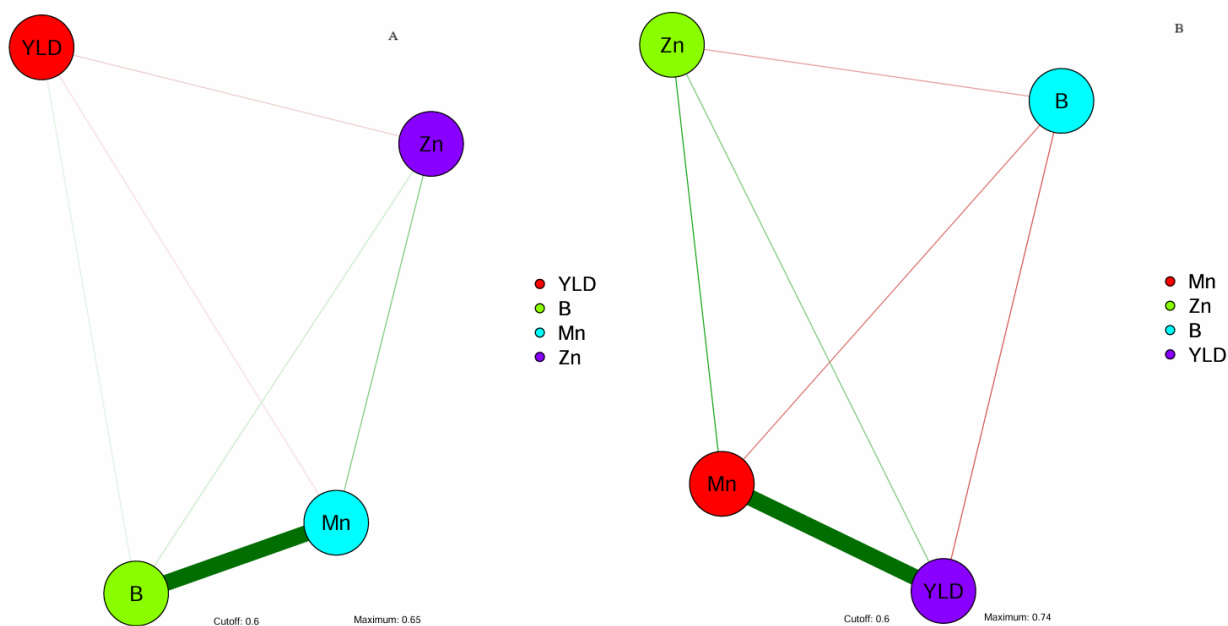 A
YLD
Zn
B
Mn
YLD
B
Mn
Zn
Cutoff: 0.6
Maximum: 0.65
B
Zn
B
Mn
YLD
Mn
Zn
B
YLD
Cutoff: 0.6
Maximum: 0.74